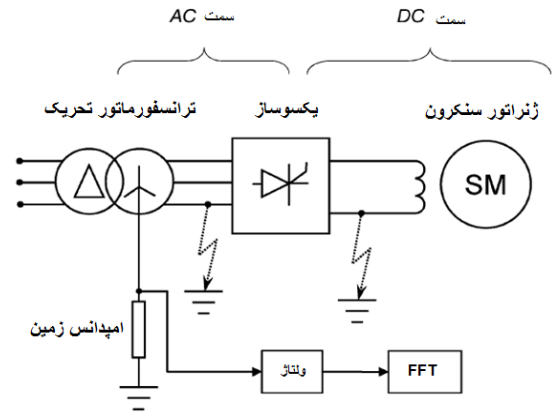 سمت AC
سمت DC
ترانسفورماتور تحریک
یکسوساز
ژنراتور سنکرون
SM
امپدانس زمین
ولتاژ
FFT